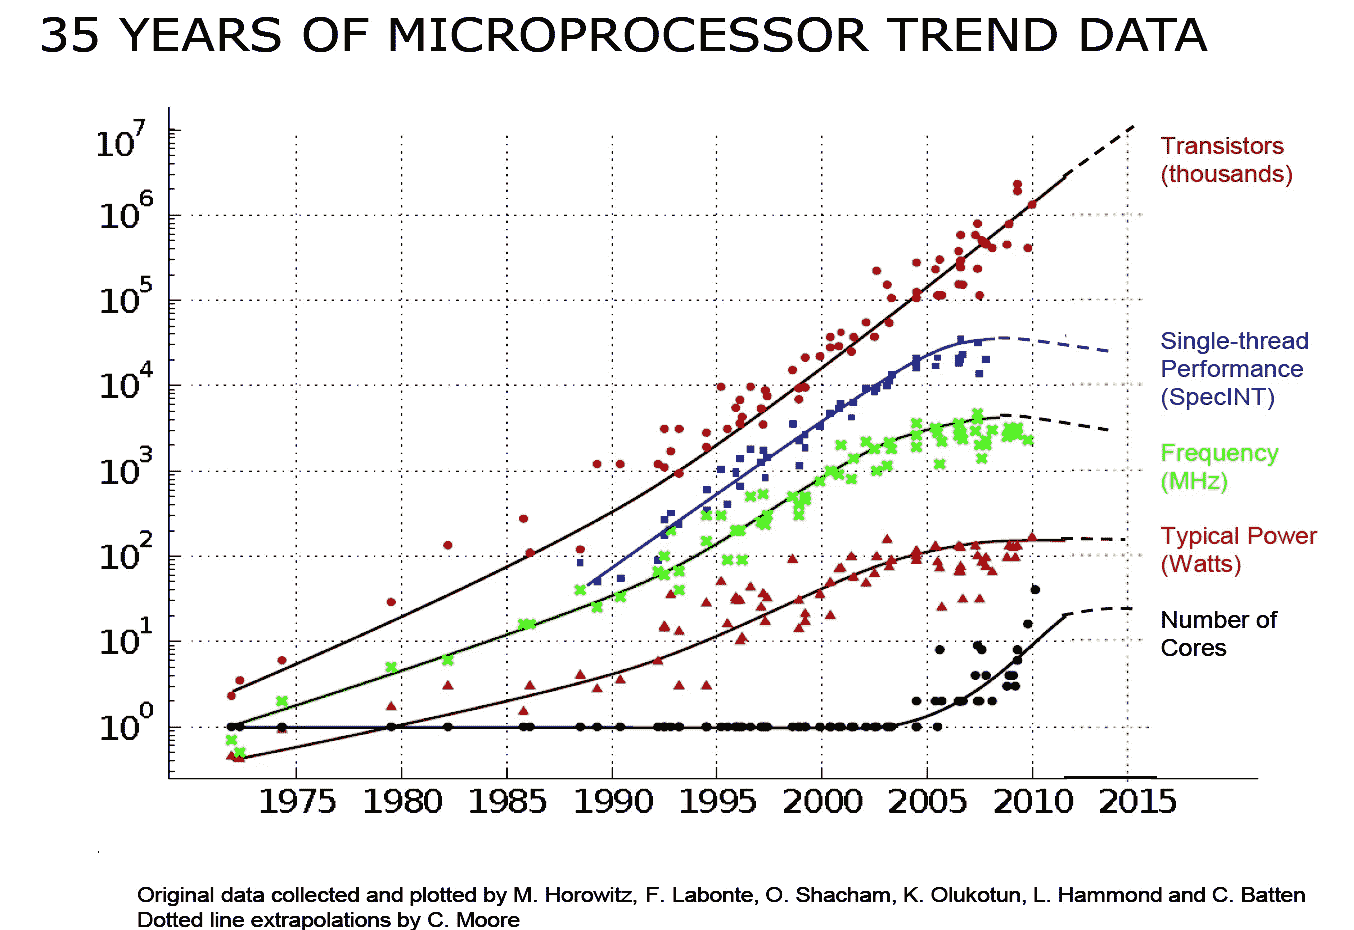 35 YEARS OF MICROPROCESSOR TREND DATA
10^7
10^6
10^5
10^4
10^3
10^2
10^1
10^0
Transistors
(thousands)
Single-thread
Performance
(SpecINT)
Frequency
(MHz)
Typical Power
(Watts)
Number of
Cores
1975 1980 1985 1990 1995 2000 2005 2010 2015
Original data collected and plotted by M. Horowitz, F. Labonte, O. Shacham, K. Olukotun, L. Hammond and C. Batten
Dotted line extrapolations by C. Moore